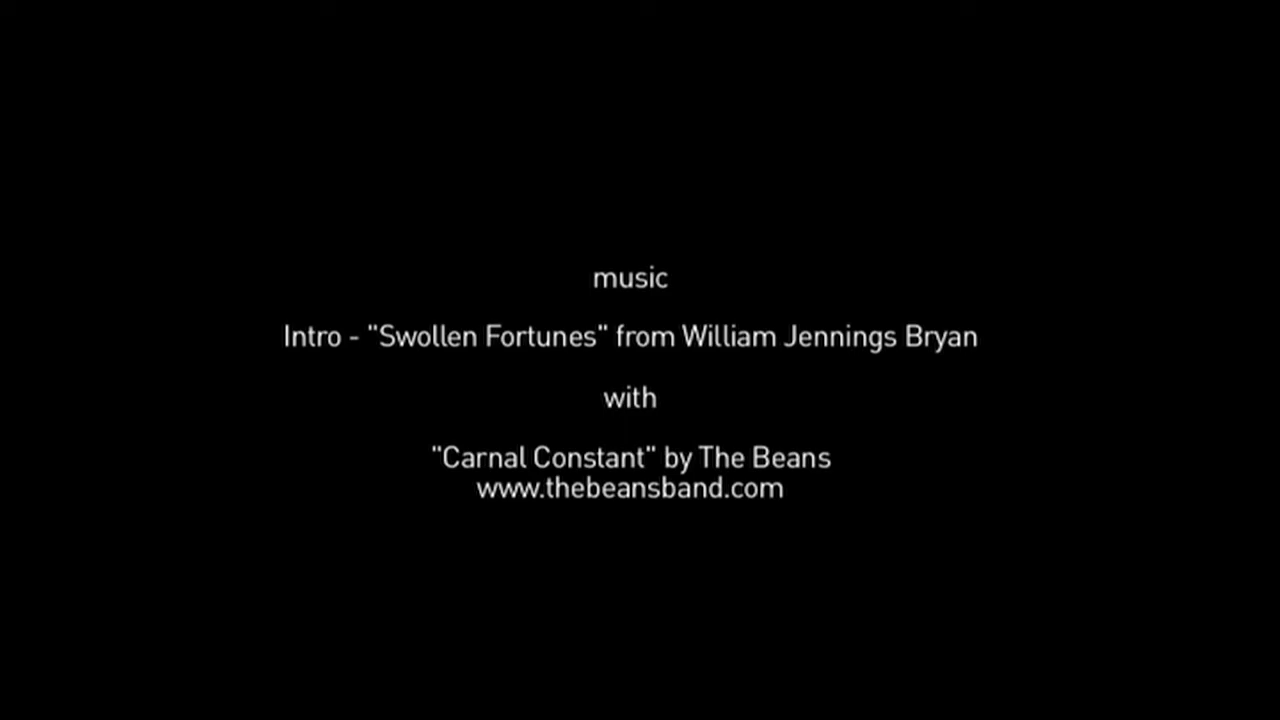 music
Intro - "Swollen Fortunes" from William Jennings Bryan
with
"Carnal Constant" by The Beans
www.thebeansband.com